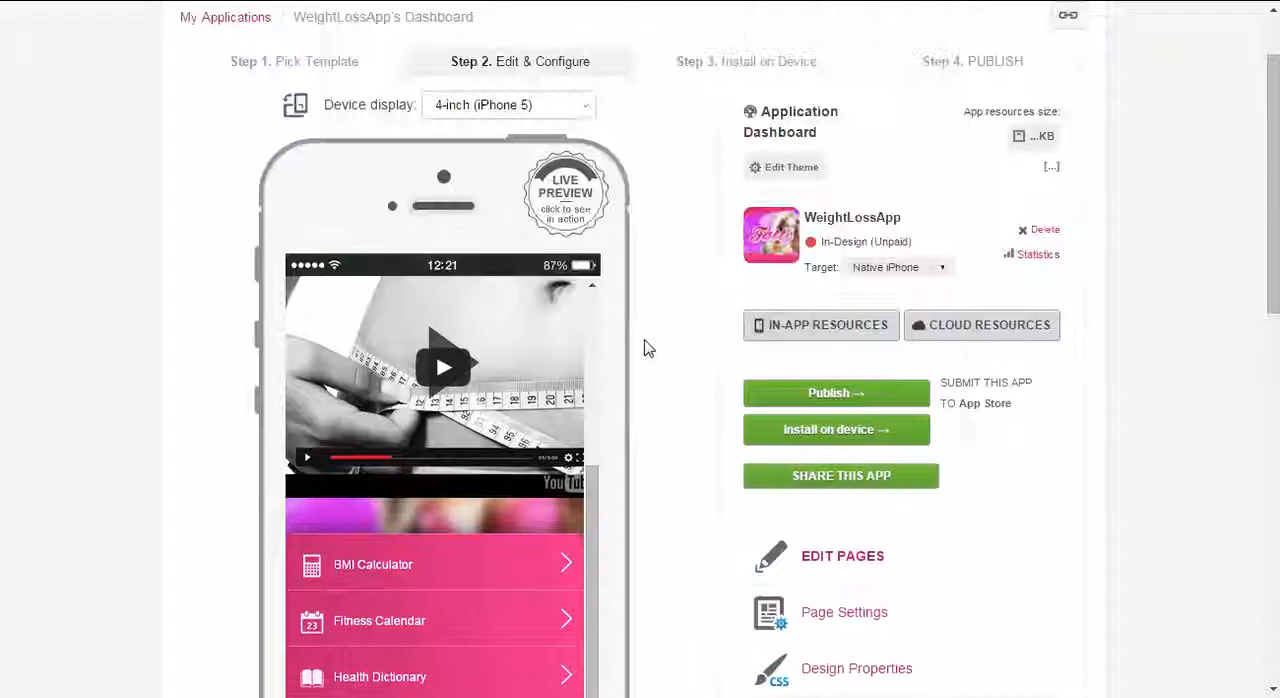 My Applications / WeightLossApp's Dashboard
Step 1. Pick Template
Step 2. Edit & Configure
Step 3. Install on Device
Step 4. PUBLISH
Device display: 4-inch (iPhone 5)
LIVE
PREVIEW
click to see
in action
12:21
87%
YouTub
BMI Calculator
23
Fitness Calendar
Health Dictionary
Application
Dashboard
App resources size:
...KB
Edit Theme
[...]
WeightLossApp
In-Design (Unpaid)
Target: Native iPhone
Delete
Statistics
IN-APP RESOURCES
CLOUD RESOURCES
Publish →
SUBMIT THIS APP
TO App Store
Install on device →
SHARE THIS APP
EDIT PAGES
Page Settings
CSS
Design Properties